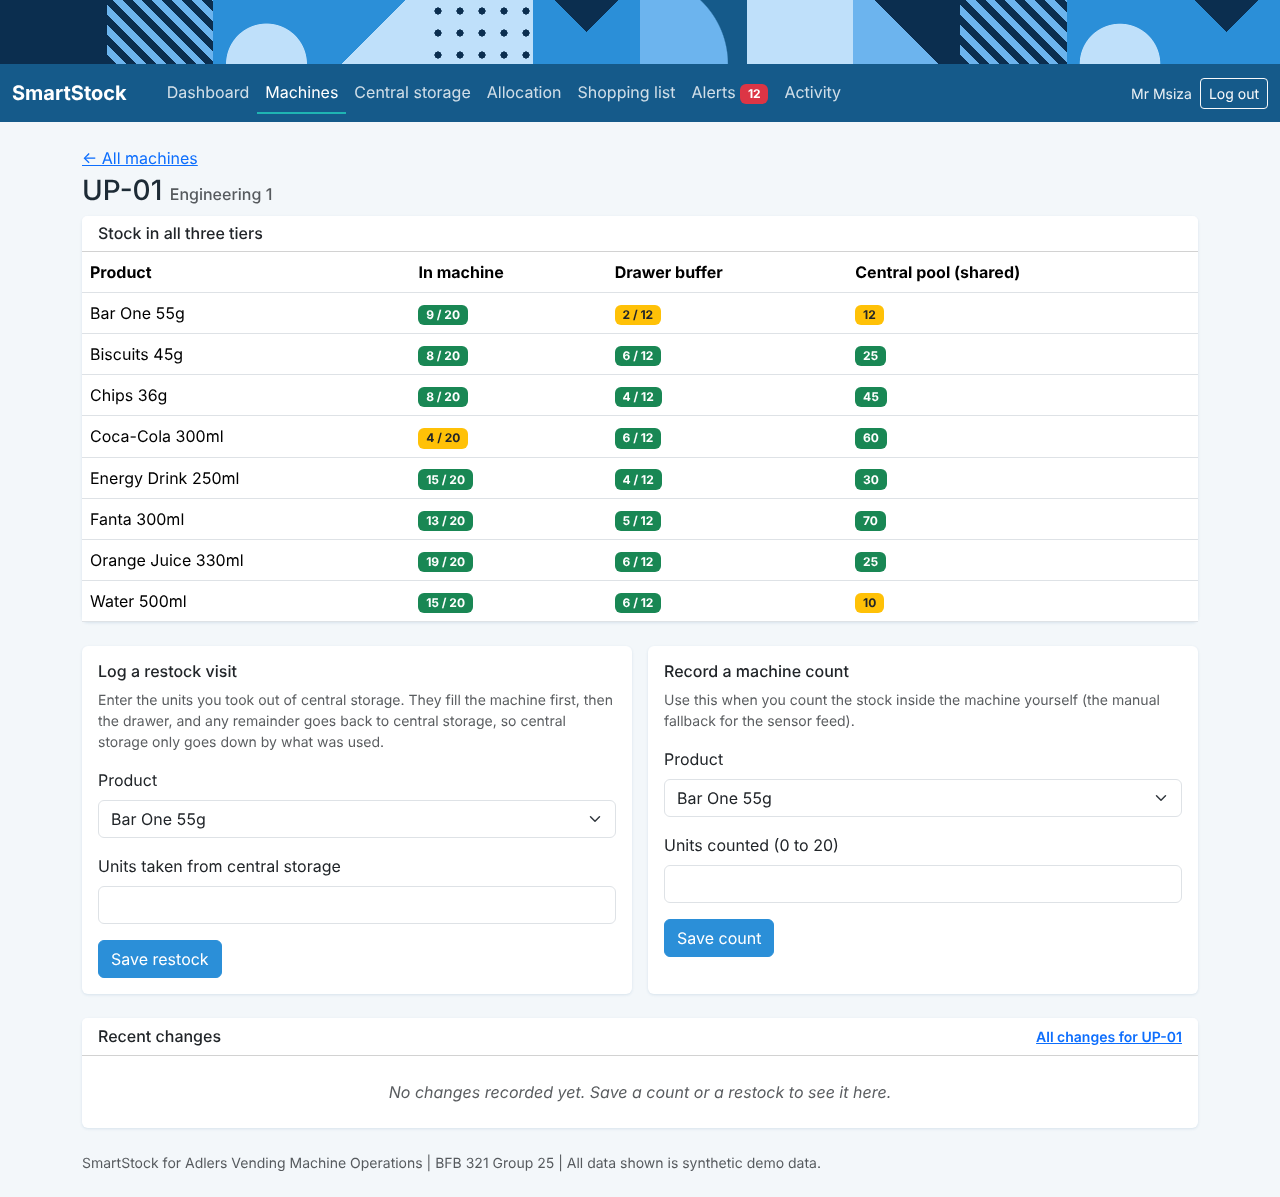 SmartStock
Dashboard
Machines
Central storage
Allocation
Shopping list
Alerts 12
Activity
Mr Msiza
Log out
← All machines
UP-01 Engineering 1
Stock in all three tiers
Product In machine Drawer buffer Central pool (shared)
Bar One 55g 9 / 20 2 / 12 12
Biscuits 45g 8 / 20 6 / 12 25
Chips 36g 8 / 20 4 / 12 45
Coca-Cola 300ml 4 / 20 6 / 12 60
Energy Drink 250ml 15 / 20 4 / 12 30
Fanta 300ml 13 / 20 5 / 12 70
Orange Juice 330ml 19 / 20 6 / 12 25
Water 500ml 15 / 20 6 / 12 10
Log a restock visit
Enter the units you took out of central storage. They fill the machine first, then
the drawer, and any remainder goes back to central storage, so central
storage only goes down by what was used.
Product
Bar One 55g
Units taken from central storage
Save restock
Record a machine count
Use this when you count the stock inside the machine yourself (the manual
fallback for the sensor feed).
Product
Bar One 55g
Units counted (0 to 20)
Save count
Recent changes
All changes for UP-01
No changes recorded yet. Save a count or a restock to see it here.
SmartStock for Adlers Vending Machine Operations | BFB 321 Group 25 | All data shown is synthetic demo data.